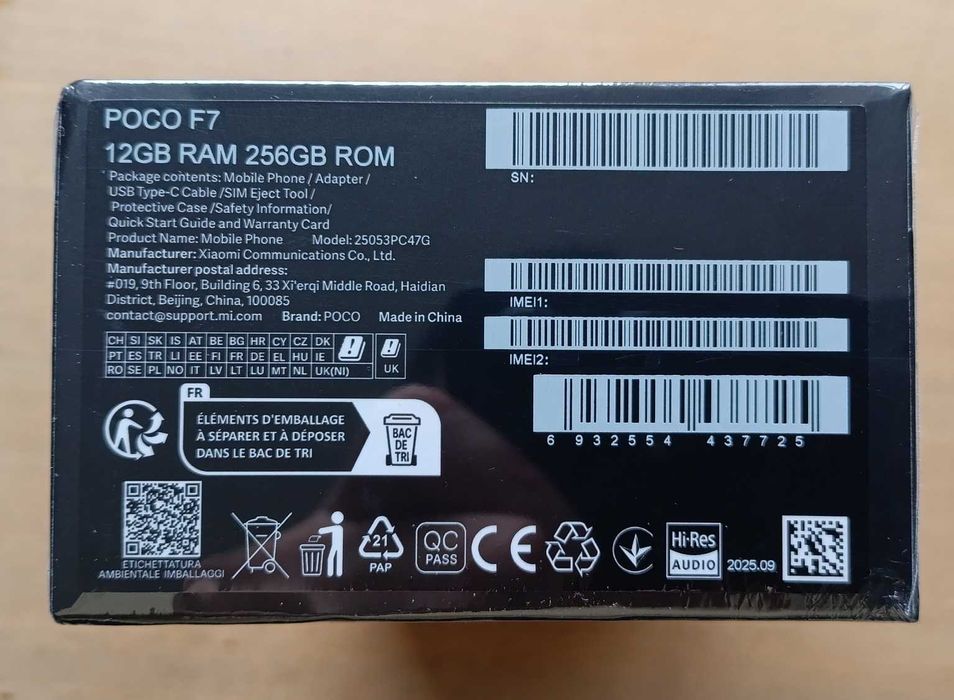 POCO F7
12GB RAM 256GB ROM
Package contents: Mobile Phone / Adapter /
USB Type-C Cable /SIM Eject Tool /
Protective Case /Safety Information/
Quick Start Guide and Warranty Card
Product Name: Mobile Phone Model: 25053PC47G
Manufacturer: Xiaomi Communications Co., Ltd.
Manufacturer postal address:
#019, 9th Floor, Building 6, 33 Xi'erqi Middle Road, Haidian
District, Beijing, China, 100085
contact@support.mi.com Brand: POCO Made in China
CH SI SK IS AT BE BG HR CY CZ DK
PT ES TR LI EE FI FR DE EL HU IE
RO SE PL NO IT LV LT LU MT NL UK(NI)
UK
SN:
IMEI1:
IMEI2:
6 932554 437725
FR
ÉLÉMENTS D'EMBALLAGE
À SÉPARER ET À DÉPOSER
DANS LE BAC DE TRI
BAC
DE
TRI
ETICHETTATURA
AMBIENTALE IMBALLAGGI
21
PAP
QC
PASS
CE
Hi-Res
AUDIO
2025.09